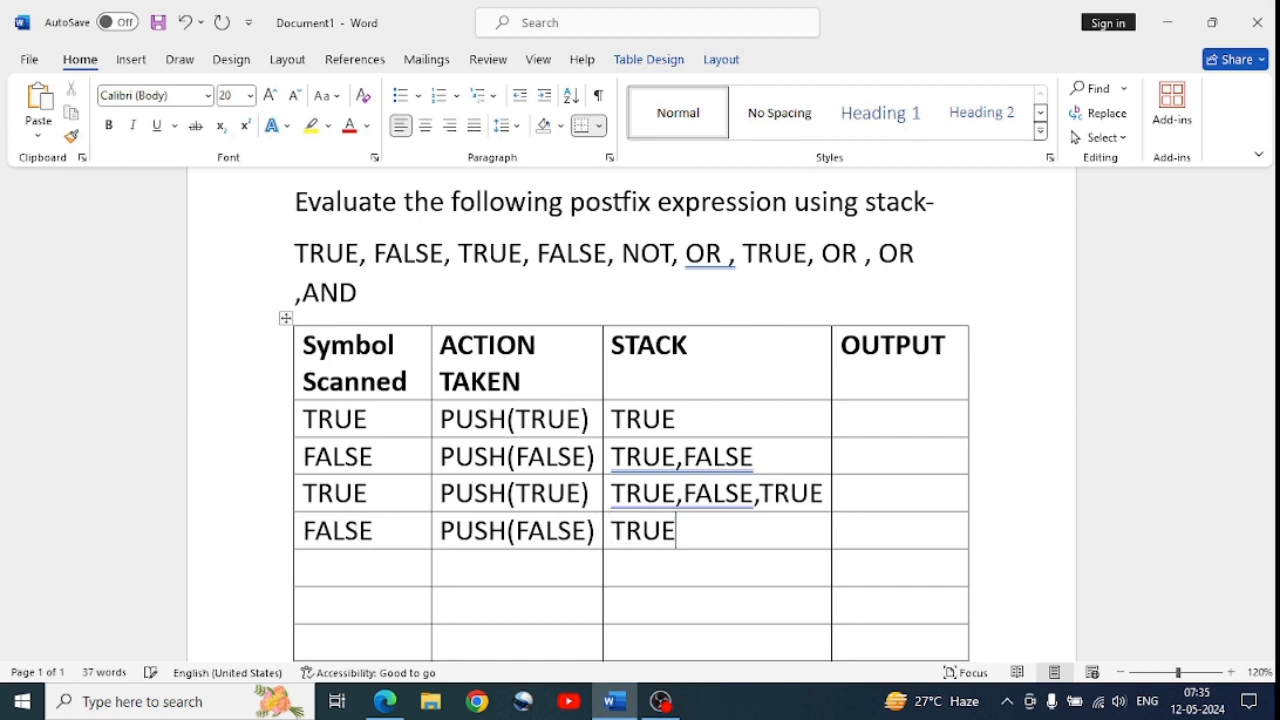 AutoSave Off Document1 - Word Search Sign in
File Home Insert Draw Design Layout References Mailings Review View Help Table Design Layout Share
Paste Calibri (Body) 20 Aa Normal No Spacing Heading 1 Heading 2 Find Replace Select Add-ins
Clipboard Font Paragraph Styles Editing Add-ins
Evaluate the following postfix expression using stack-
TRUE, FALSE, TRUE, FALSE, NOT, OR , TRUE, OR , OR
,AND
Symbol Scanned ACTION TAKEN STACK OUTPUT
TRUE PUSH(TRUE) TRUE
FALSE PUSH(FALSE) TRUE,FALSE
TRUE PUSH(TRUE) TRUE,FALSE,TRUE
FALSE PUSH(FALSE) TRUE
Page 1 of 1 37 words English (United States) Accessibility: Good to go Focus 120%
Type here to search 27°C Haze ENG 07:35
12-05-2024